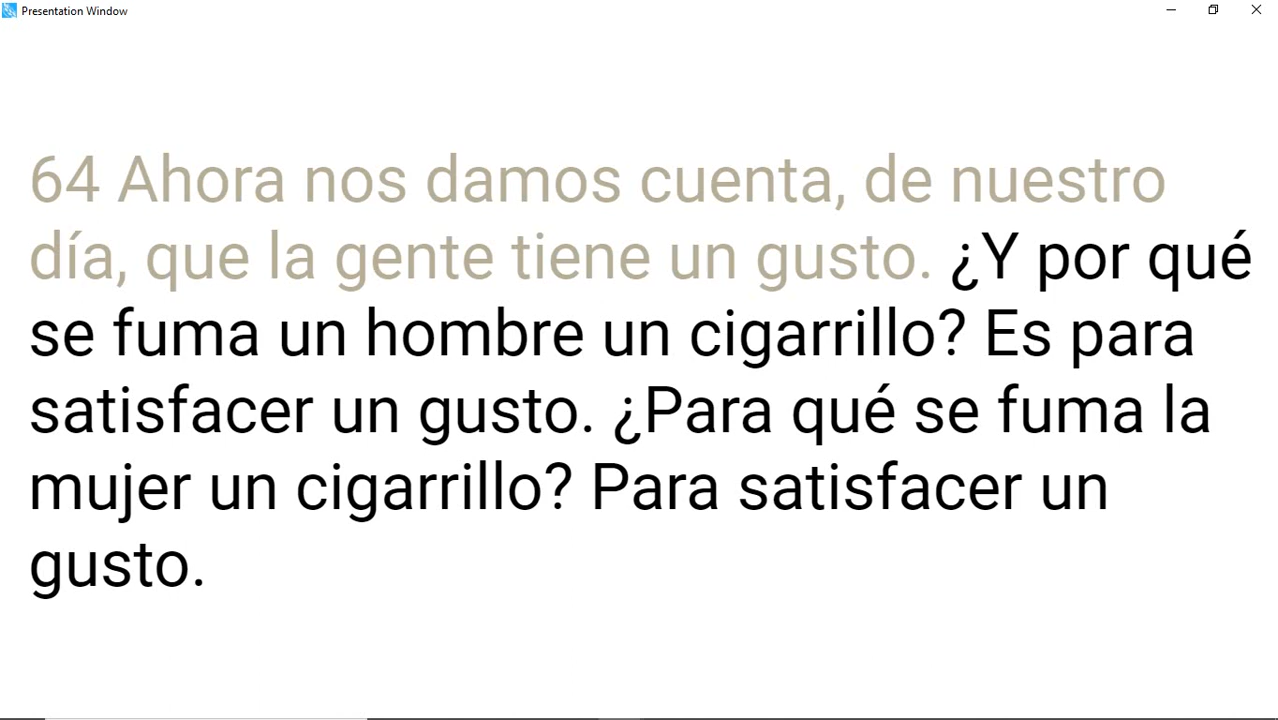 Presentation Window
64 Ahora nos damos cuenta, de nuestro
día, que la gente tiene un gusto. ¿Y por qué
se fuma un hombre un cigarrillo? Es para
satisfacer un gusto. ¿Para qué se fuma la
mujer un cigarrillo? Para satisfacer un
gusto.